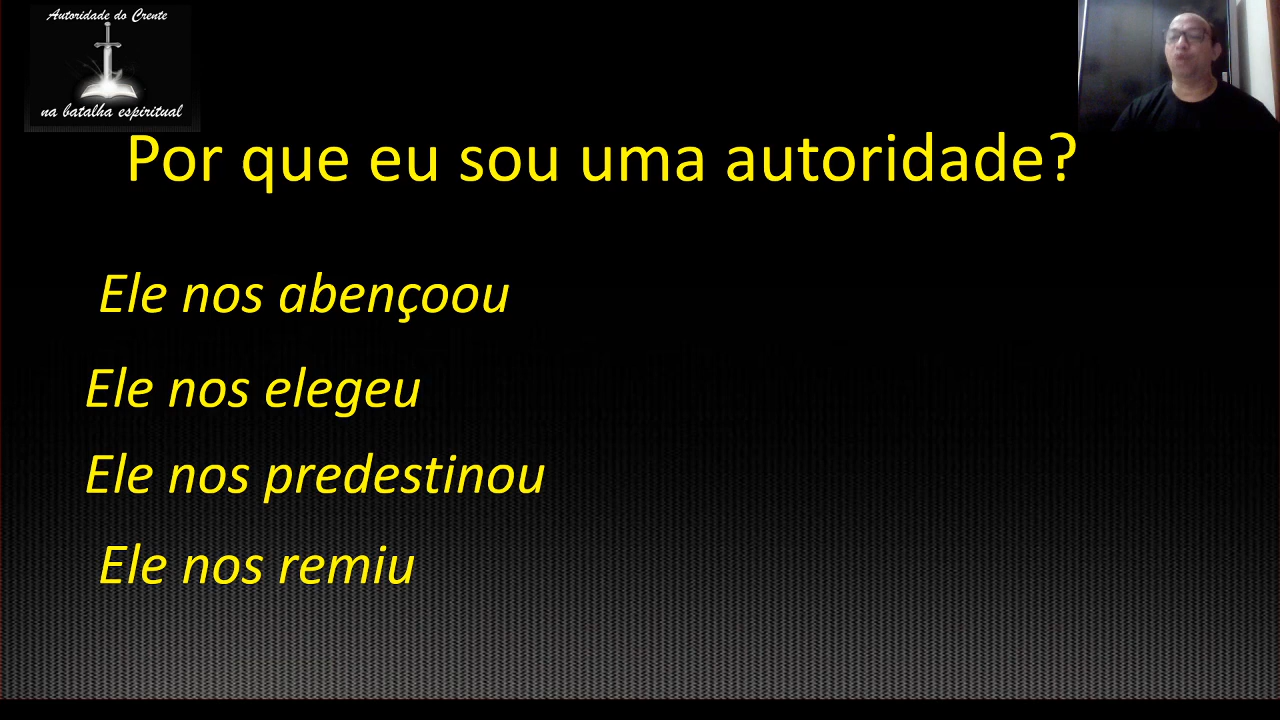 Autoridade do Crente
na batalha espiritual
Por que eu sou uma autoridade?
Ele nos abençoou
Ele nos elegeu
Ele nos predestinou
Ele nos remiu